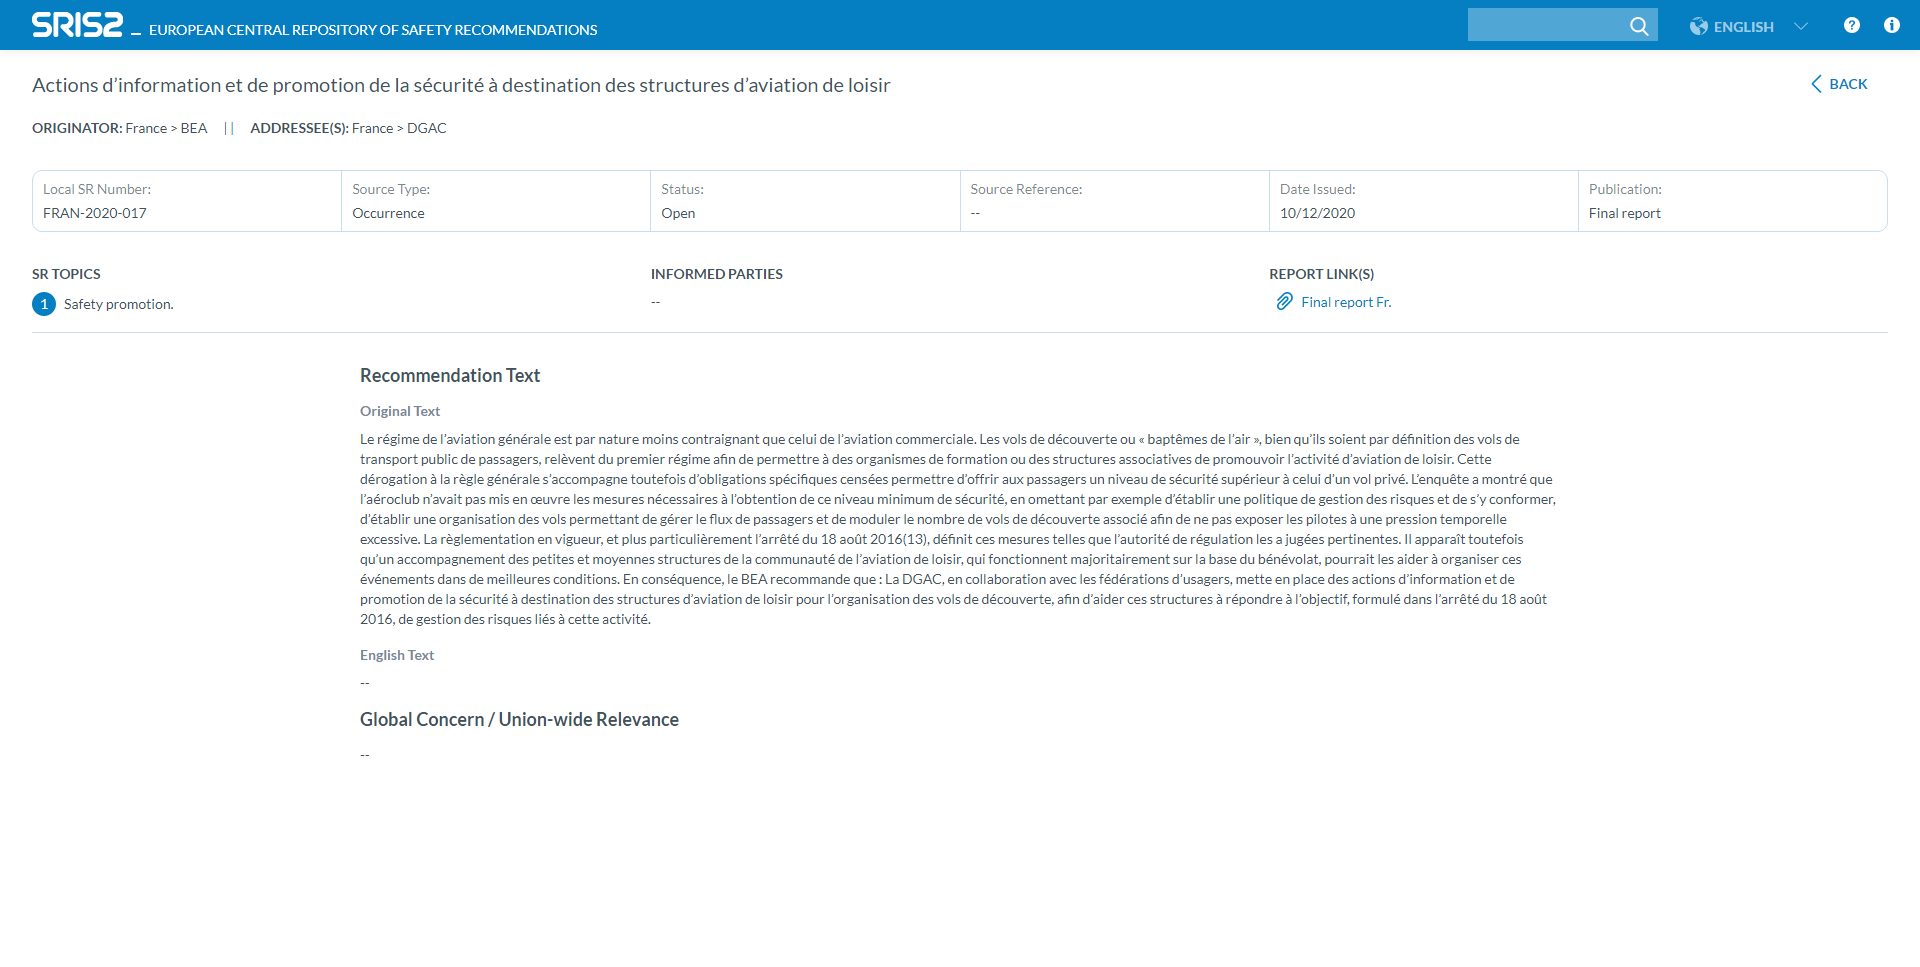 SRIS2 _ EUROPEAN CENTRAL REPOSITORY OF SAFETY RECOMMENDATIONS ENGLISH
Actions d’information et de promotion de la sécurité à destination des structures d’aviation de loisir BACK
ORIGINATOR: France > BEA || ADDRESSEE(S): France > DGAC
Local SR Number: Source Type: Status: Source Reference: Date Issued: Publication:
FRAN-2020-017 Occurrence Open -- 10/12/2020 Final report
SR TOPICS INFORMED PARTIES REPORT LINK(S)
1 Safety promotion. -- Final report Fr.
Recommendation Text
Original Text
Le régime de l’aviation générale est par nature moins contraignant que celui de l’aviation commerciale. Les vols de découverte ou « baptêmes de l’air », bien qu’ils soient par définition des vols de
transport public de passagers, relèvent du premier régime afin de permettre à des organismes de formation ou des structures associatives de promouvoir l’activité d’aviation de loisir. Cette
dérogation à la règle générale s’accompagne toutefois d’obligations spécifiques censées permettre d’offrir aux passagers un niveau de sécurité supérieur à celui d’un vol privé. L’enquête a montré que
l’aéroclub n’avait pas mis en œuvre les mesures nécessaires à l’obtention de ce niveau minimum de sécurité, en omettant par exemple d’établir une politique de gestion des risques et de s’y conformer,
d’établir une organisation des vols permettant de gérer le flux de passagers et de moduler le nombre de vols de découverte associé afin de ne pas exposer les pilotes à une pression temporelle
excessive. La règlementation en vigueur, et plus particulièrement l’arrêté du 18 août 2016(13), définit ces mesures telles que l’autorité de régulation les a jugées pertinentes. Il apparaît toutefois
qu’un accompagnement des petites et moyennes structures de la communauté de l’aviation de loisir, qui fonctionnent majoritairement sur la base du bénévolat, pourrait les aider à organiser ces
événements dans de meilleures conditions. En conséquence, le BEA recommande que : La DGAC, en collaboration avec les fédérations d’usagers, mette en place des actions d’information et de
promotion de la sécurité à destination des structures d’aviation de loisir pour l’organisation des vols de découverte, afin d’aider ces structures à répondre à l’objectif, formulé dans l’arrêté du 18 août
2016, de gestion des risques liés à cette activité.
English Text
--
Global Concern / Union-wide Relevance
--